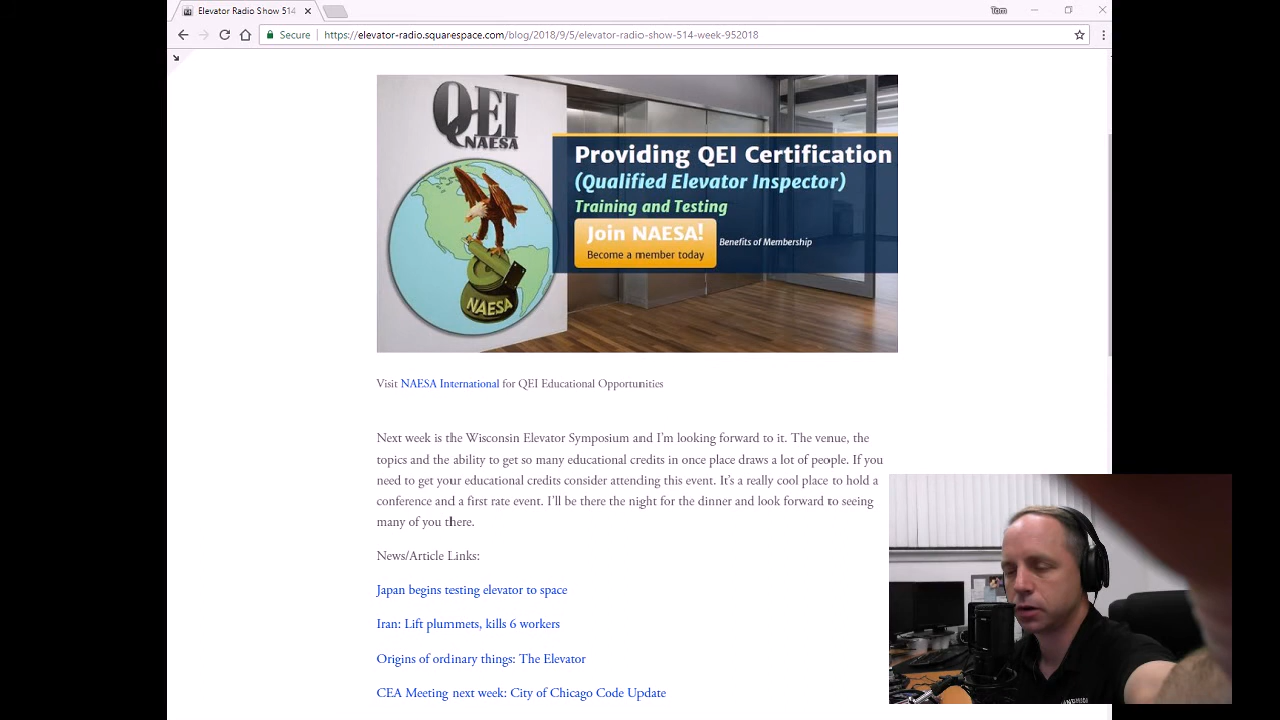 Elevator Radio Show 514
Tom
Secure
https://elevator-radio.squarespace.com/blog/2018/9/5/elevator-radio-show-514-week-952018
QEI
NAESA
NAESA
Providing QEI Certification
(Qualified Elevator Inspector)
Training and Testing
Join NAESA!
Become a member today
Benefits of Membership
Visit NAESA International for QEI Educational Opportunities
Next week is the Wisconsin Elevator Symposium and I'm looking forward to it. The venue, the
topics and the ability to get so many educational credits in once place draws a lot of people. If you
need to get your educational credits consider attending this event. It's a really cool place to hold a
conference and a first rate event. I'll be there the night for the dinner and look forward to seeing
many of you there.
News/Article Links:
Japan begins testing elevator to space
Iran: Lift plummets, kills 6 workers
Origins of ordinary things: The Elevator
CEA Meeting next week: City of Chicago Code Update